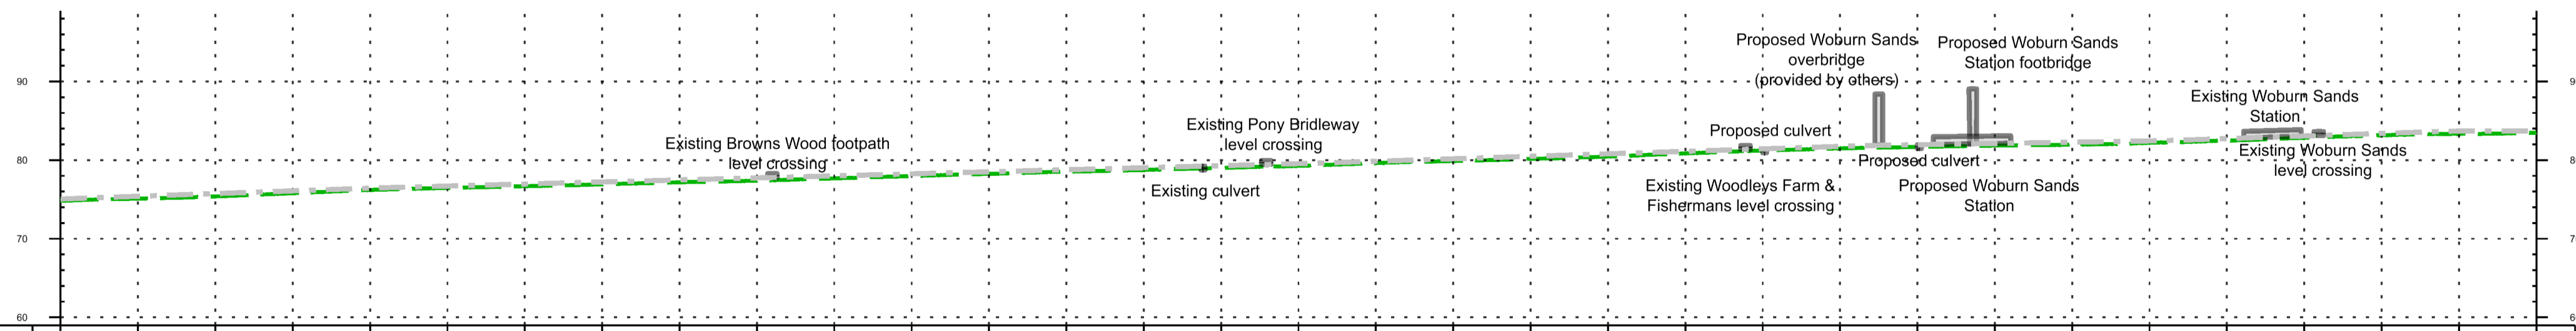 90
80
70
60
Existing Browns Wood footpath
level crossing
Existing culvert
Existing Pony Bridleway
level crossing
Existing Woodleys Farm &
Fishermans level crossing
Proposed culvert
Proposed Woburn Sands
overbridge
(provided by others)
Proposed culvert
Proposed Woburn Sands
Station footbridge
Proposed Woburn Sands
Station
Existing Woburn Sands
Station
Existing Woburn Sands
level crossing